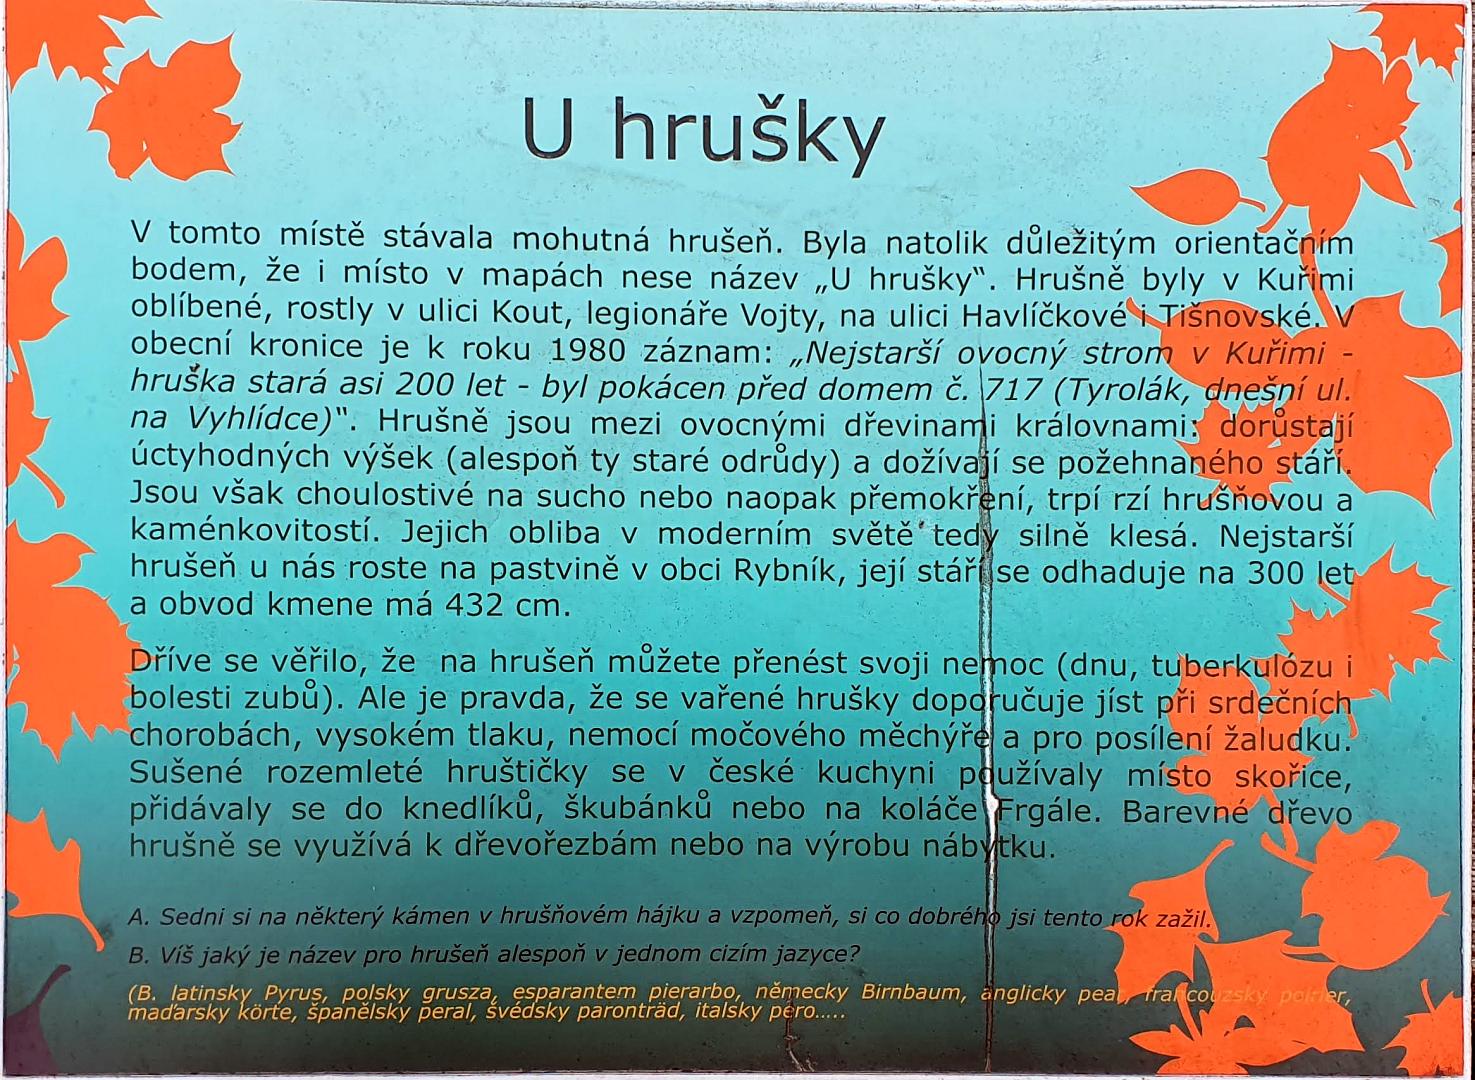 U hrušky
V tomto místě stávala mohutná hrušeň. Byla natolik důležitým orientačním
bodem, že i místo v mapách nese název „U hrušky“. Hrušně byly v Kuřimi
oblíbené, rostly v ulici Kout, legionáře Vojty, na ulici Havlíčkové i Tišnovské. V
obecní kronice je k roku 1980 záznam: „Nejstarší ovocný strom v Kuřimi -
hruška stará asi 200 let - byl pokácen před domem č. 717 (Tyrolák, dnešní ul.
na Vyhlídce)“. Hrušně jsou mezi ovocnými dřevinami královnami: dorůstají
úctyhodných výšek (alespoň ty staré odrůdy) a dožívají se požehnaného stáří.
Jsou však choulostivé na sucho nebo naopak přemokření, trpí rzí hrušňovou a
kaménkovitostí. Jejich obliba v moderním světě tedy silně klesá. Nejstarší
hrušeň u nás roste na pastvině v obci Rybník, její stáří se odhaduje na 300 let
a obvod kmene má 432 cm.
Dříve se věřilo, že na hrušeň můžete přenést svoji nemoc (dnu, tuberkulózu i
bolesti zubů). Ale je pravda, že se vařené hrušky doporučuje jíst při srdečních
chorobách, vysokém tlaku, nemocí močového měchýře a pro posílení žaludku.
Sušené rozemleté hruštičky se v české kuchyni používaly místo skořice,
přidávaly se do knedlíků, škubánků nebo na koláče Frgále. Barevné dřevo
hrušně se využívá k dřevořezbám nebo na výrobu nábytku.
A. Sedni si na některý kámen v hrušňovém hájku a vzpomeň, si co dobrého jsi tento rok zažil.
B. Víš jaký je název pro hrušeň alespoň v jednom cizím jazyce?
(B. latinsky Pyrus, polsky grusza, esparantem pierarbo, německy Birnbaum, anglicky pear, francouzsky poirier,
maďarsky körte, španělsky peral, švédsky paronträd, italsky pero.....